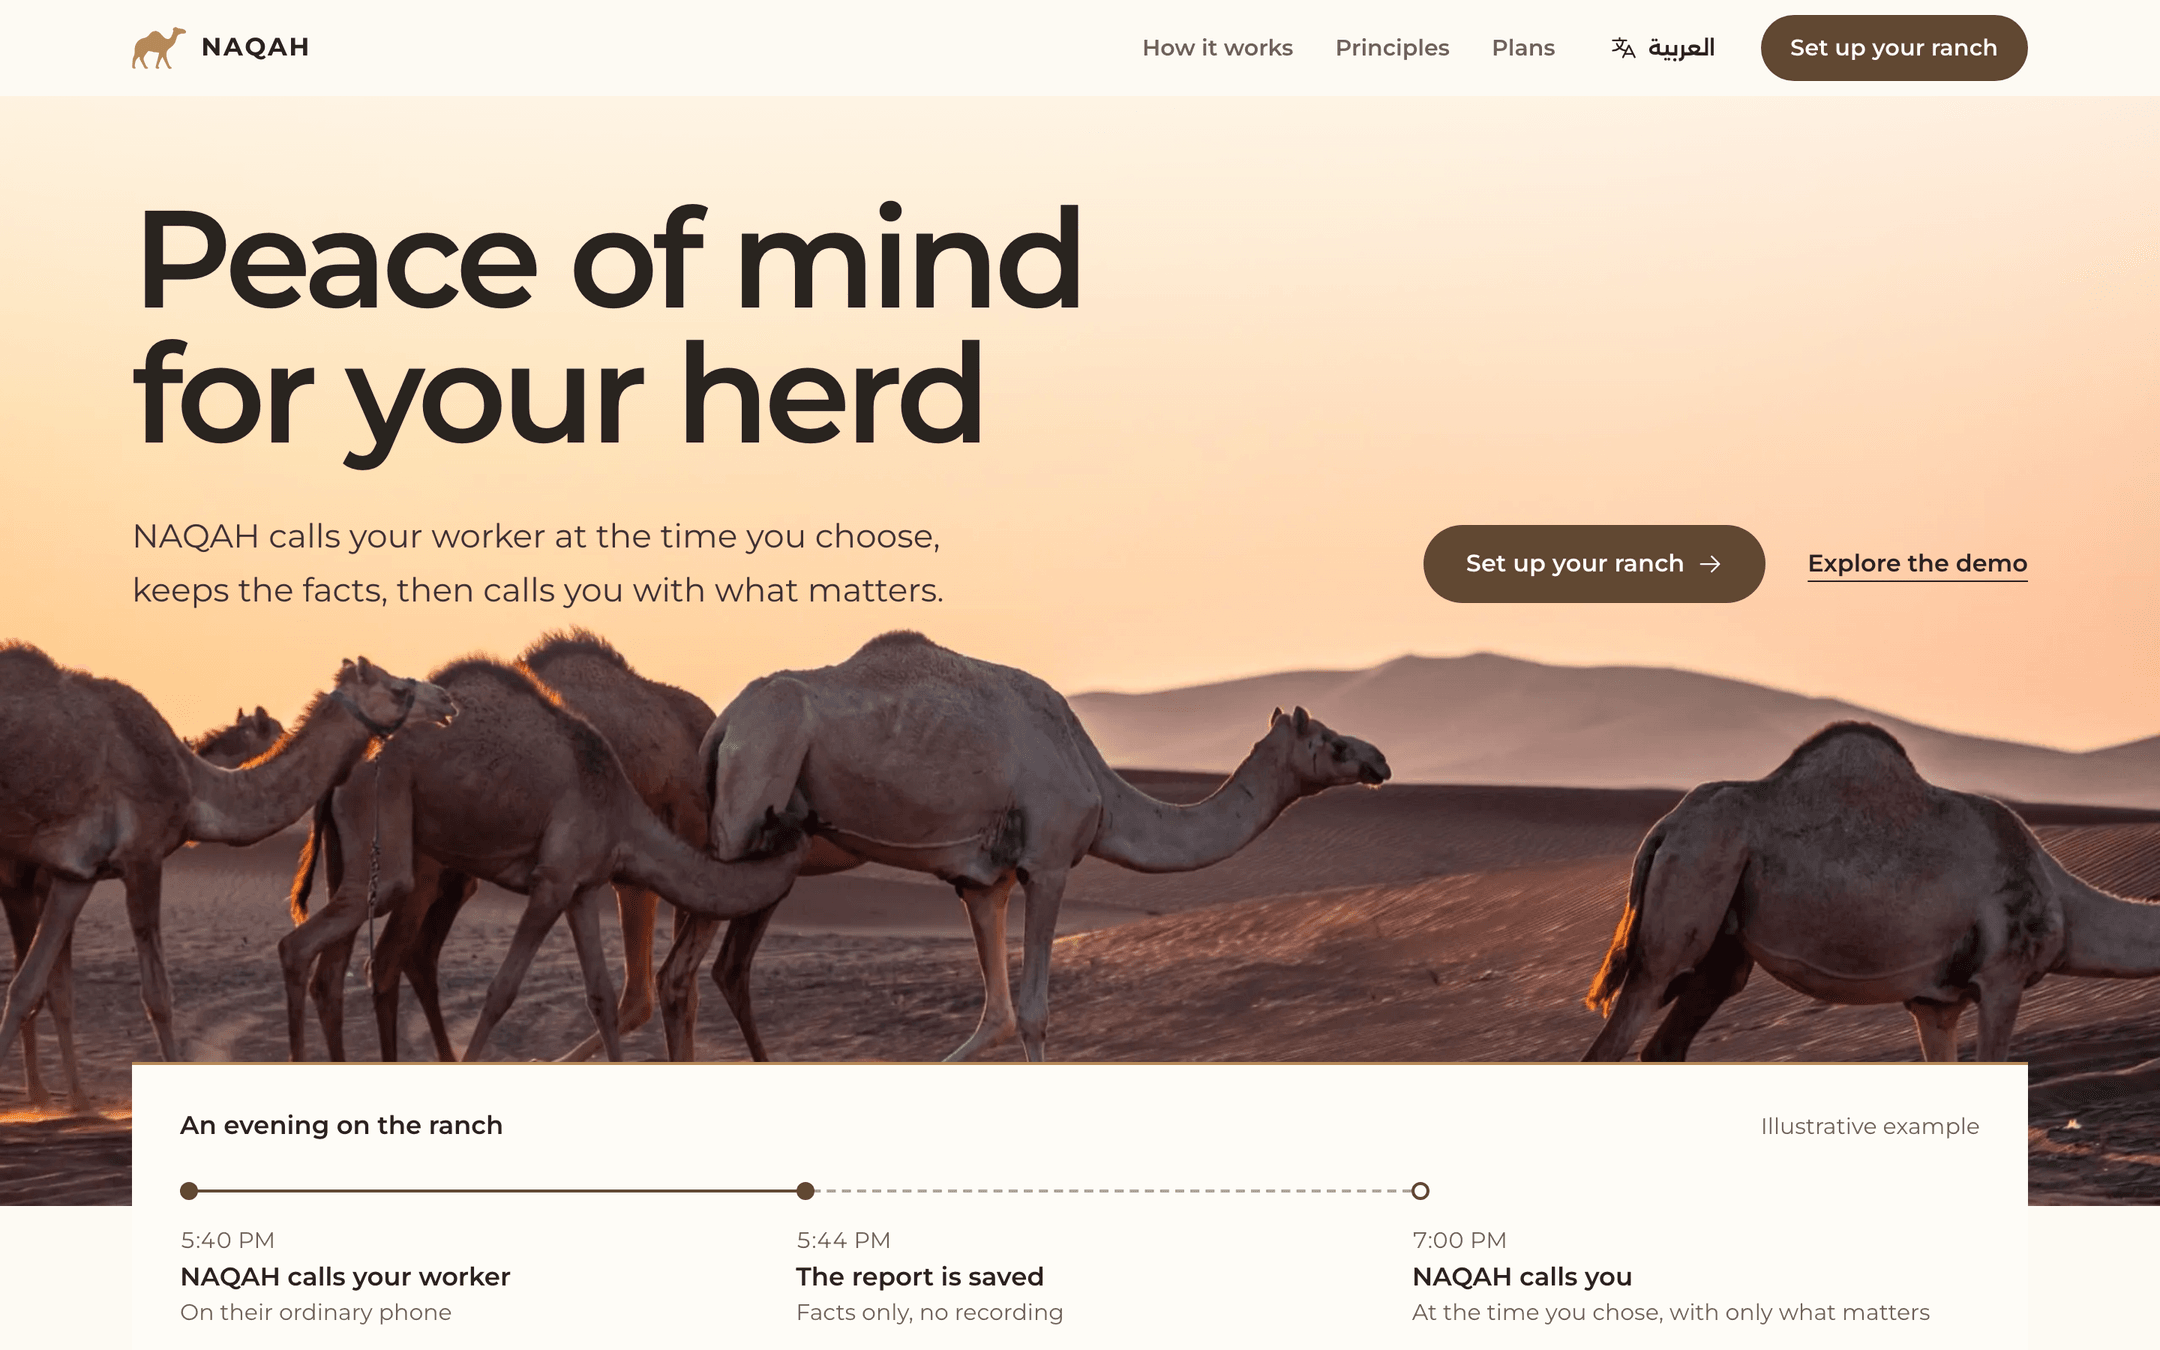 NAQAH
How it works
Principles
Plans
العربية
Set up your ranch
Peace of mind
for your herd
NAQAH calls your worker at the time you choose,
keeps the facts, then calls you with what matters.
Set up your ranch →
Explore the demo
An evening on the ranch
Illustrative example
5:40 PM
NAQAH calls your worker
On their ordinary phone
5:44 PM
The report is saved
Facts only, no recording
7:00 PM
NAQAH calls you
At the time you chose, with only what matters